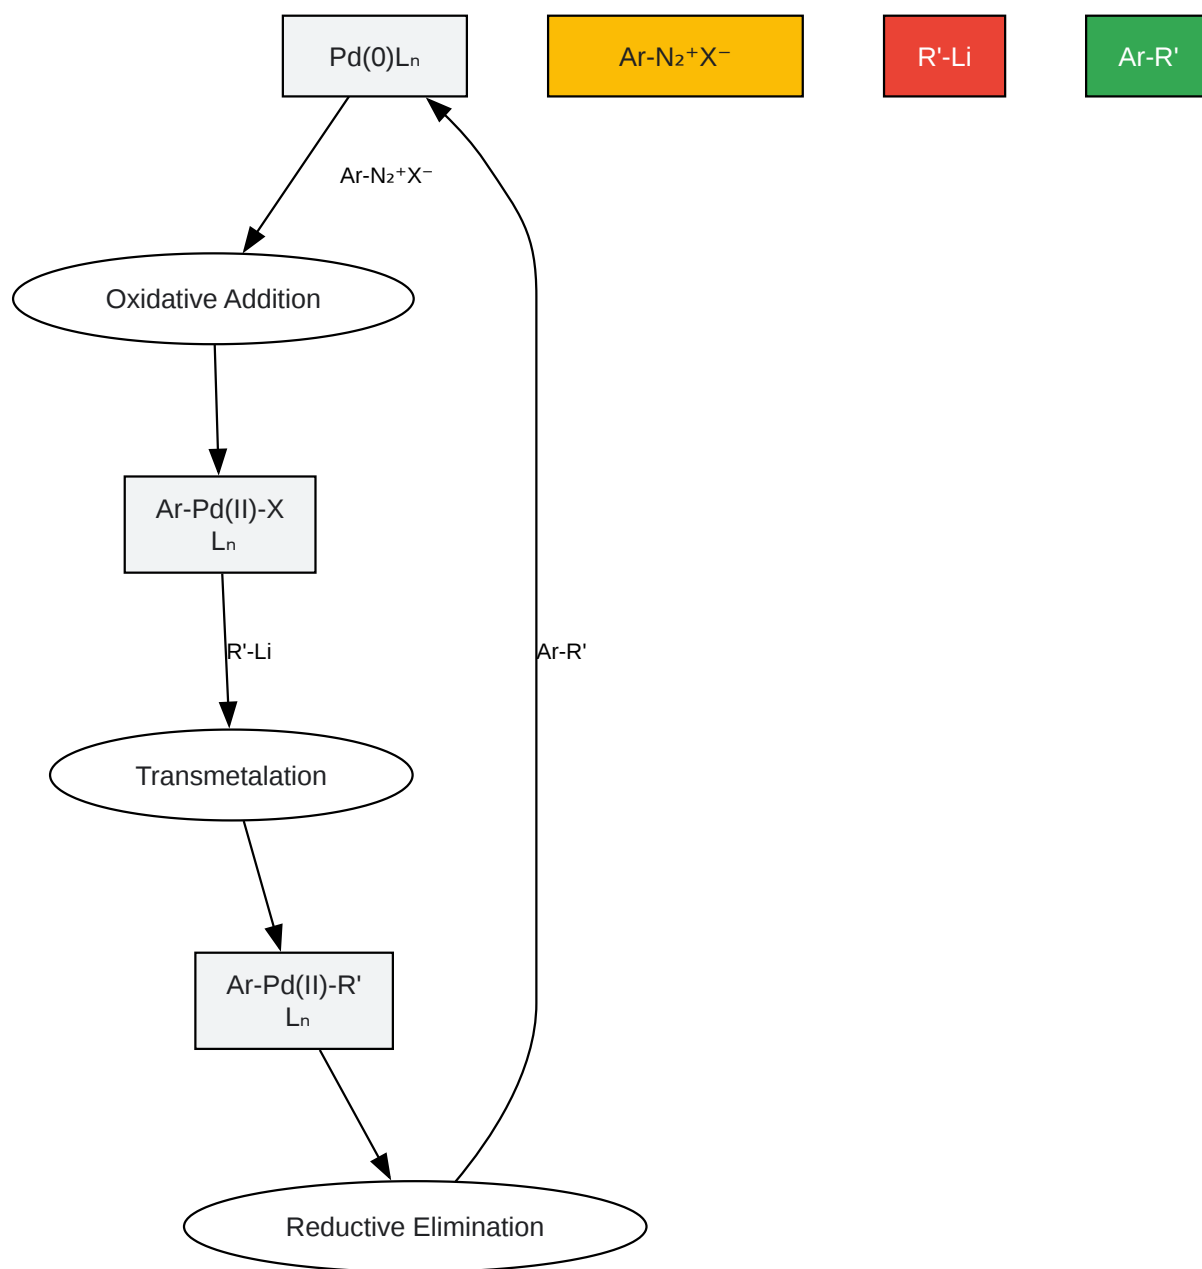 Pd(0)Lₙ
Ar-N₂⁺X⁻
R'-Li
Ar-R'
Ar-N₂⁺X⁻
Oxidative Addition
Ar-Pd(II)-X
Lₙ
R'-Li
Ar-R'
Transmetalation
Ar-Pd(II)-R'
Lₙ
Reductive Elimination